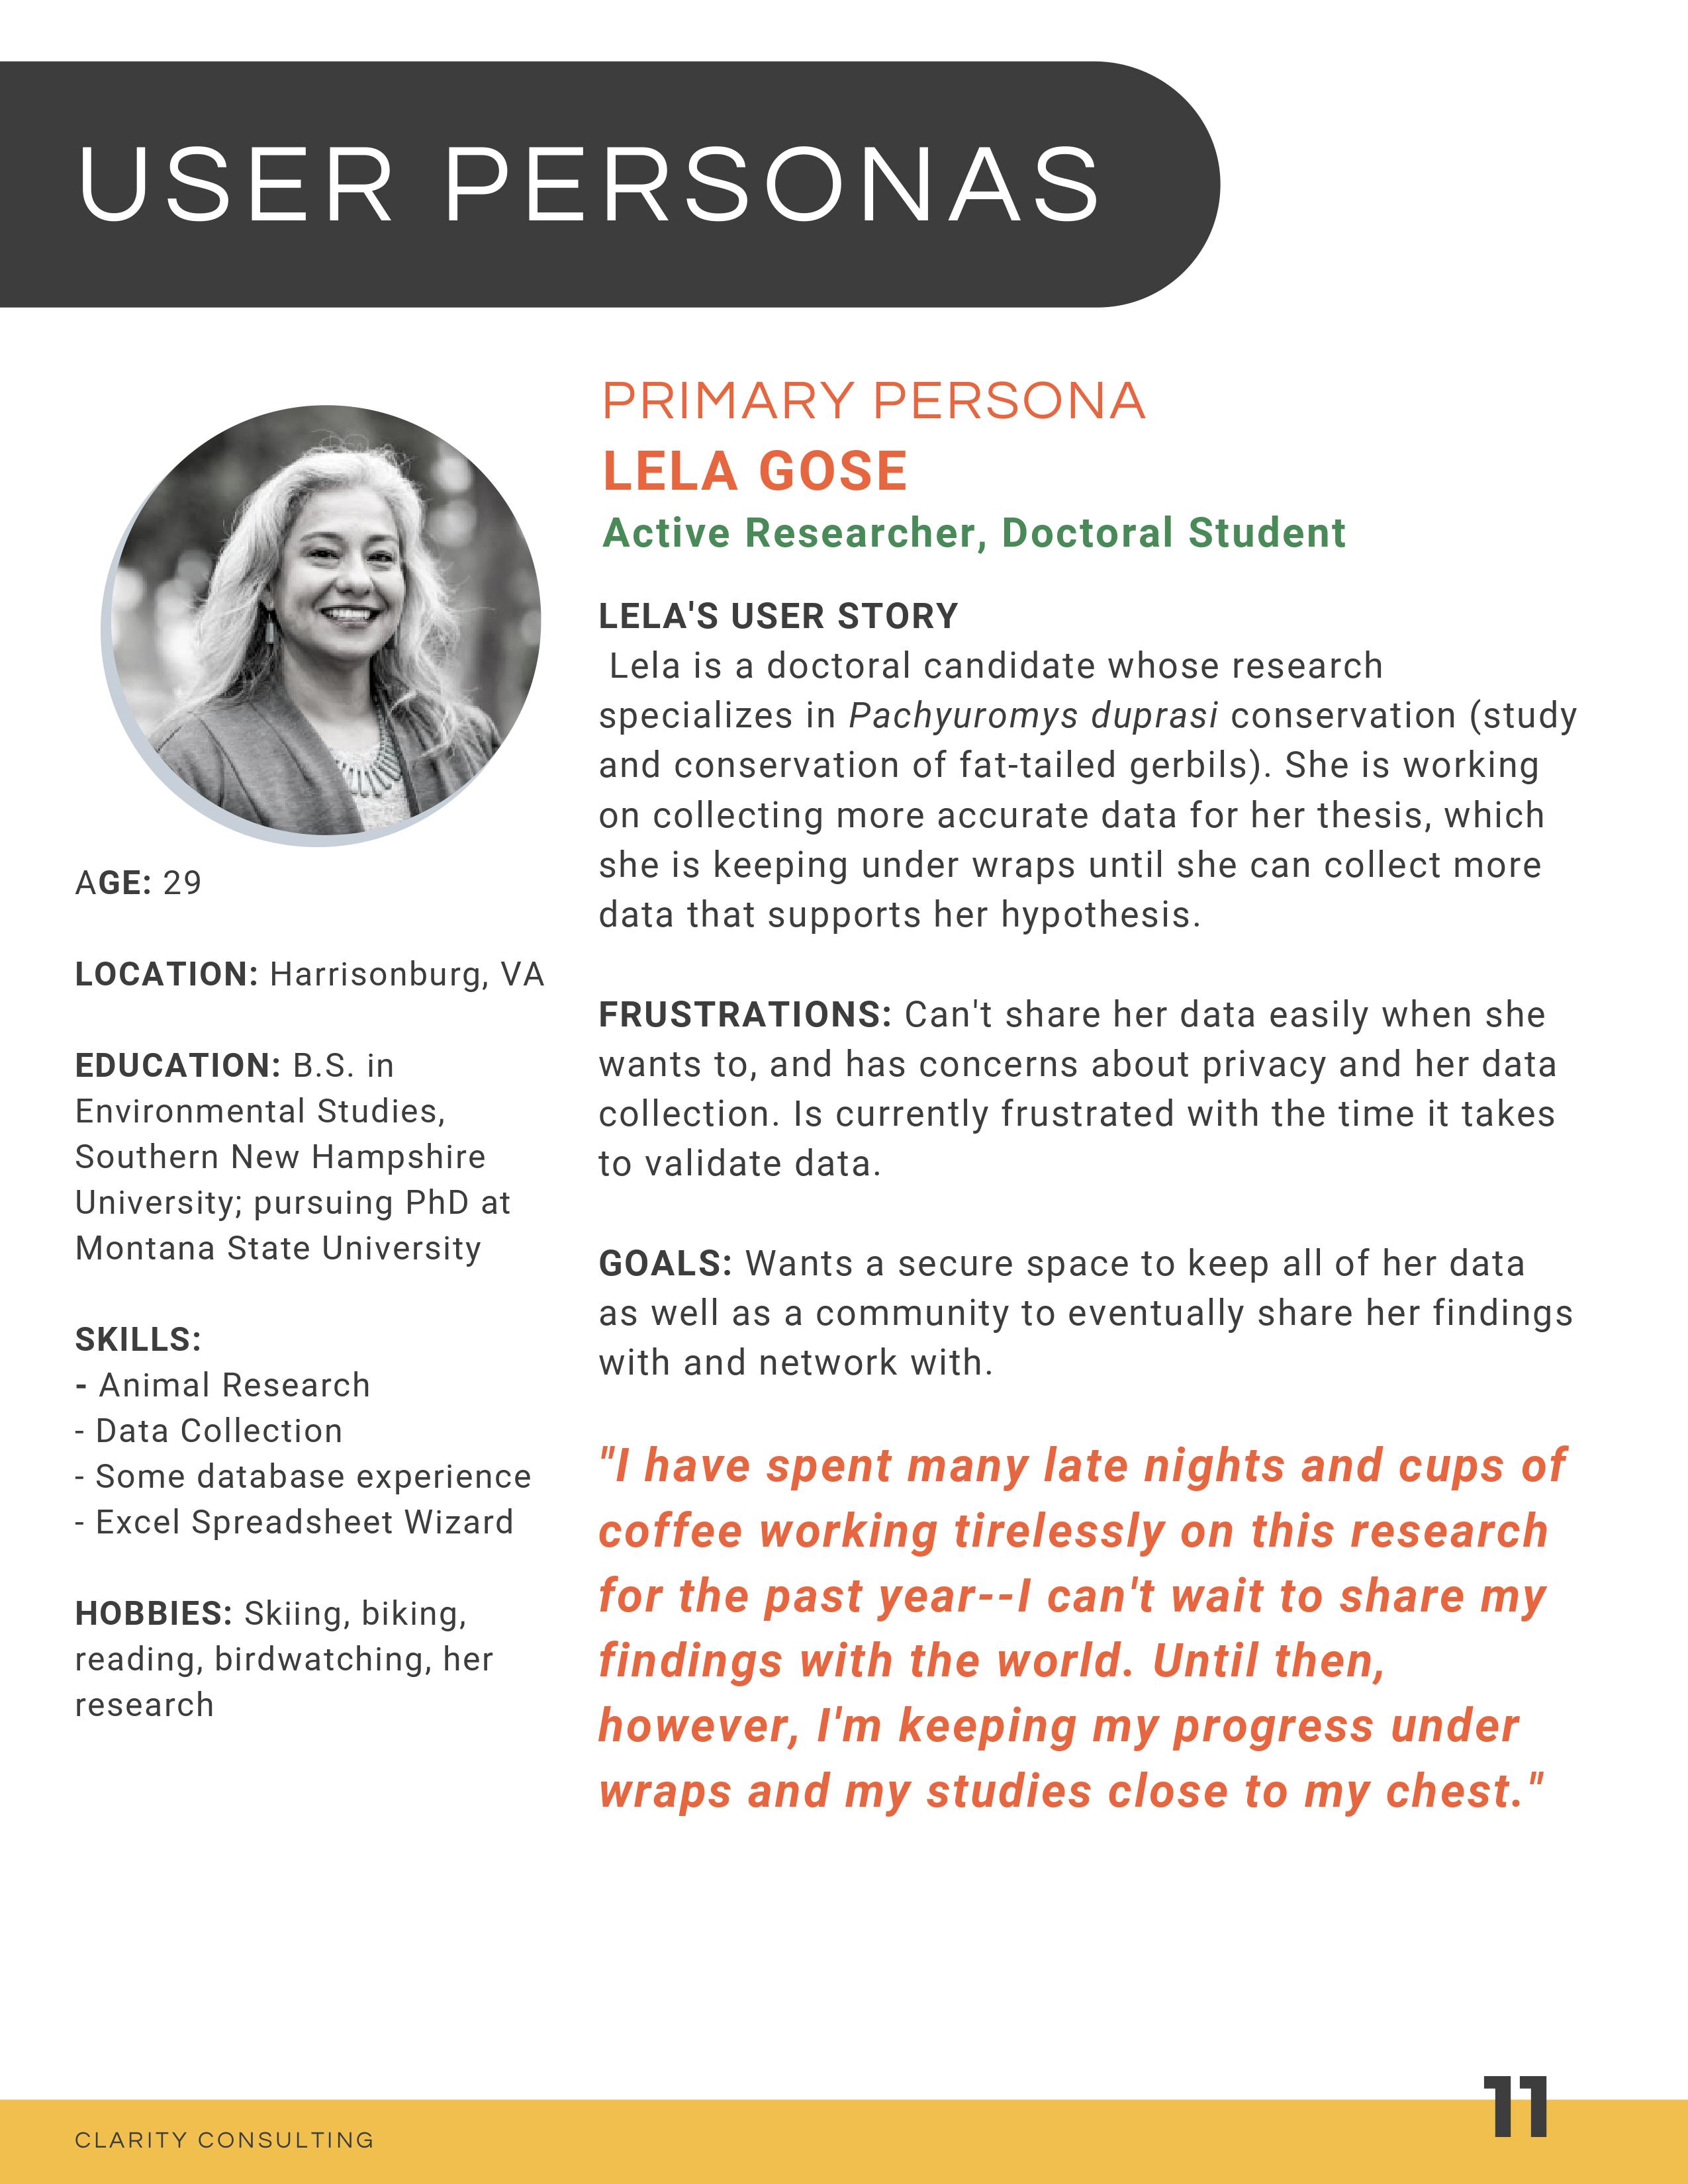 USER PERSONAS
PRIMARY PERSONA
LELA GOSE
Active Researcher, Doctoral Student
AGE: 29
LOCATION: Harrisonburg, VA
EDUCATION: B.S. in
Environmental Studies,
Southern New Hampshire
University; pursuing PhD at
Montana State University
SKILLS:
- Animal Research
- Data Collection
- Some database experience
- Excel Spreadsheet Wizard
HOBBIES: Skiing, biking,
reading, birdwatching, her
research
LELA'S USER STORY
Lela is a doctoral candidate whose research
specializes in Pachyuromys duprasi conservation (study
and conservation of fat-tailed gerbils). She is working
on collecting more accurate data for her thesis, which
she is keeping under wraps until she can collect more
data that supports her hypothesis.
FRUSTRATIONS: Can't share her data easily when she
wants to, and has concerns about privacy and her data
collection. Is currently frustrated with the time it takes
to validate data.
GOALS: Wants a secure space to keep all of her data
as well as a community to eventually share her findings
with and network with.
"I have spent many late nights and cups of
coffee working tirelessly on this research
for the past year--I can't wait to share my
findings with the world. Until then,
however, I'm keeping my progress under
wraps and my studies close to my chest."
CLARITY CONSULTING
11